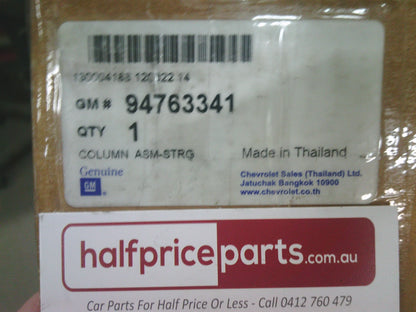 130004188 120122 14
GM # 94763341
QTY 1
COLUMN ASM-STRG
Made in Thailand
Genuine
GM
Chevrolet Sales (Thailand) Ltd.
Jatuchak Bangkok 10900
www.chevrolet.co.th
halfpriceparts.com.au
Car Parts For Half Price Or Less - Call 0412 760 479